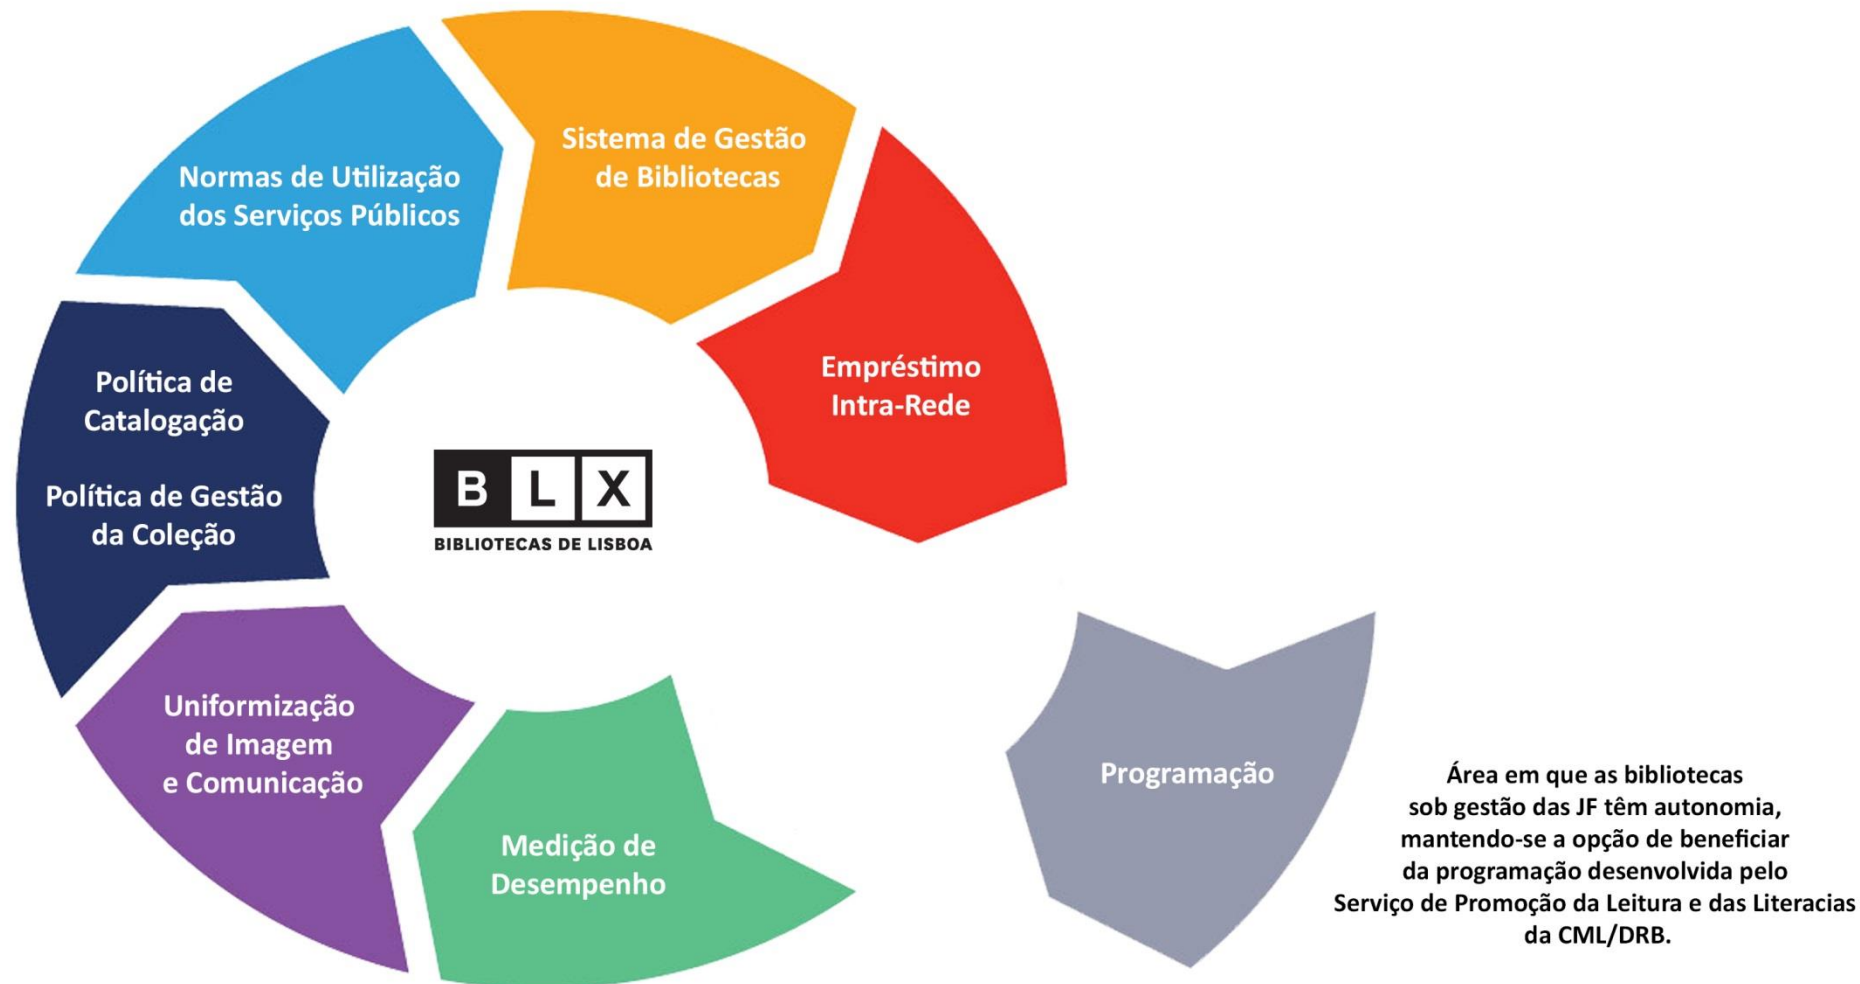 Sistema de Gestão
de Bibliotecas
Normas de Utilização
dos Serviços Públicos
Empréstimo
Intra-Rede
Política de
Catalogação
Política de Gestão
da Coleção
B L X
BIBLIOTECAS DE LISBOA
Uniformização
de Imagem
e Comunicação
Medição de
Desempenho
Programação
Área em que as bibliotecas
sob gestão das JF têm autonomia,
mantendo-se a opção de beneficiar
da programação desenvolvida pelo
Serviço de Promoção da Leitura e das Literacias
da CML/DRB.